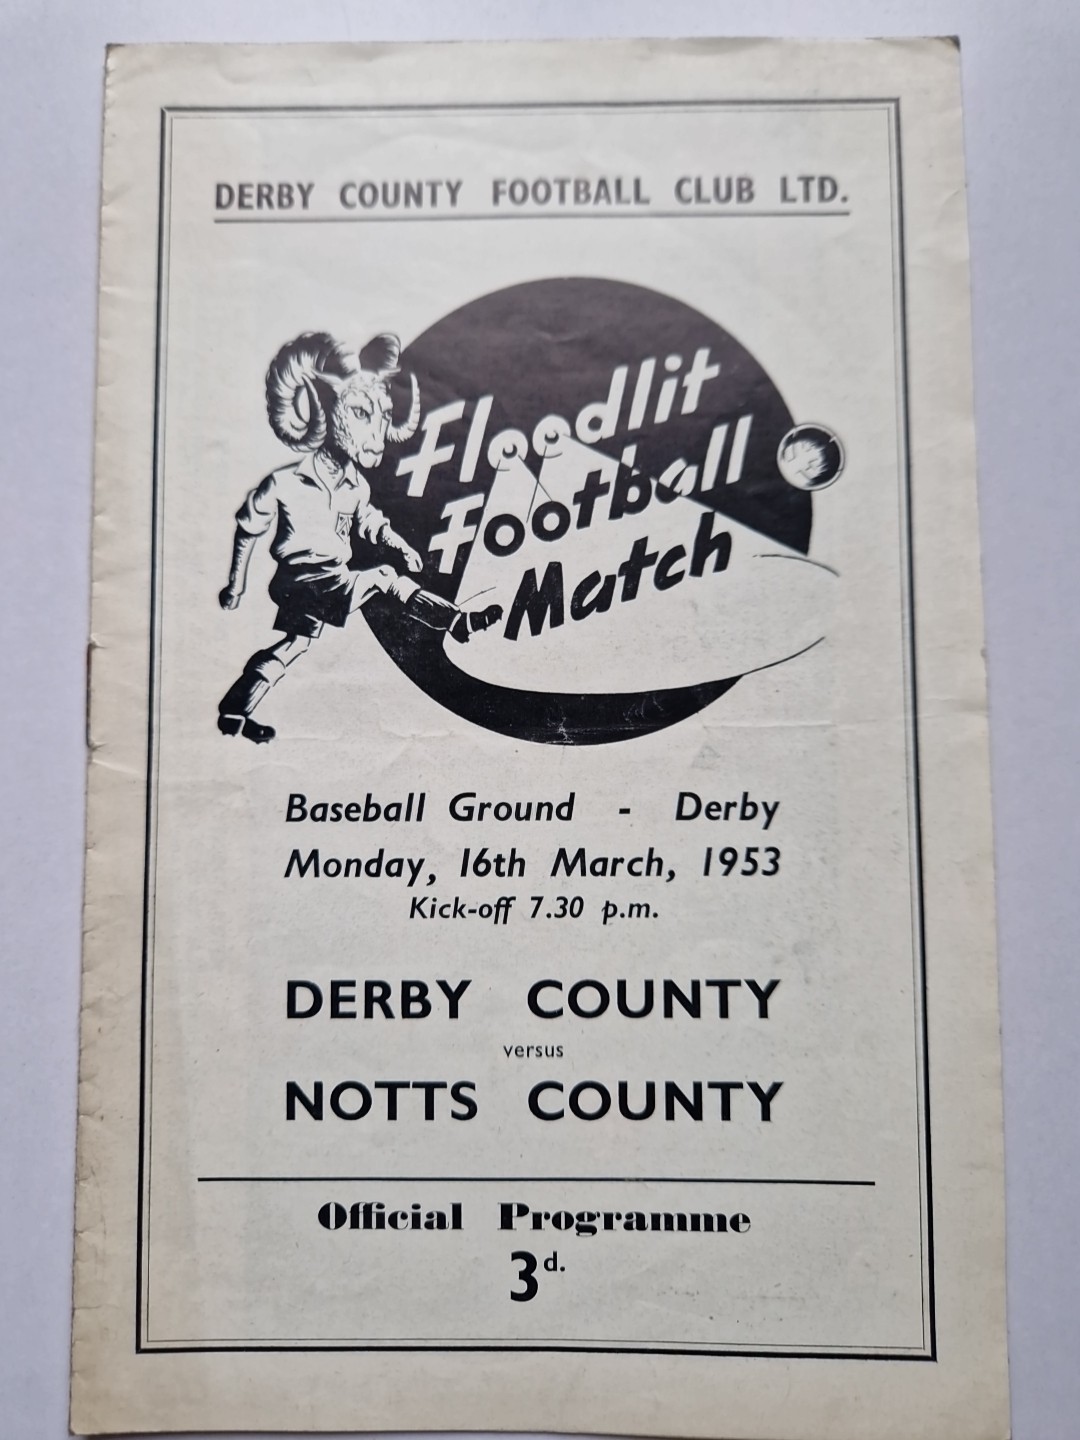 DERBY COUNTY FOOTBALL CLUB LTD.
Floodlit
Football
Match
Baseball Ground - Derby
Monday, 16th March, 1953
Kick-off 7.30 p.m.
DERBY COUNTY
versus
NOTTS COUNTY
Official Programme
3d.